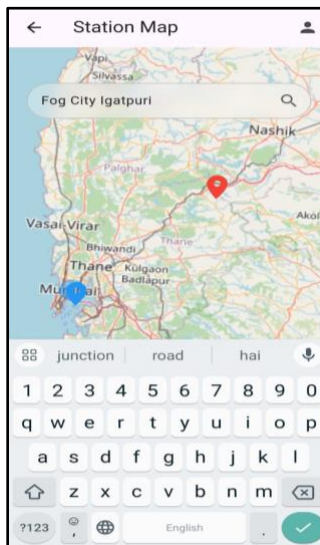 Station Map
Vapi
Silvassa
Fog City Igatpuri
Nashik
Palghar
Akol
Vasai-Virar
Bhiwandi
Thane
Thane
Kulgaon
Badlapur
Mumbai
junction road hai
1 2 3 4 5 6 7 8 9 0
q w e r t y u i o p
a s d f g h j k l
z x c v b n m
?123 , English .